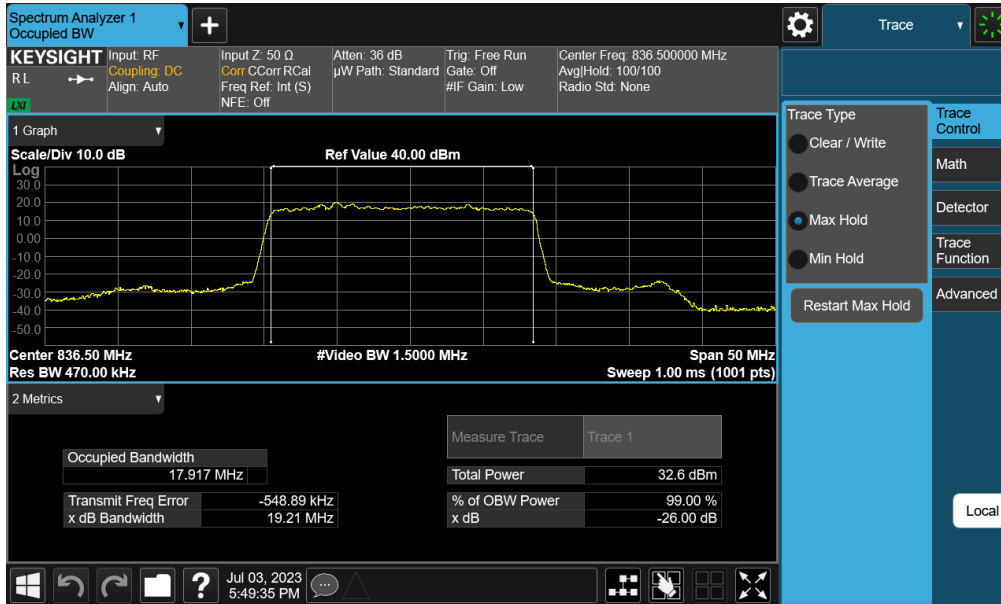 Spectrum Analyzer 1
Occupied BW
+
Trace
KEYSIGHT
R L
LXI
Input: RF
Coupling: DC
Align: Auto
Input Z: 50 Ω
Corr CCorr RCal
Freq Ref: Int (S)
NFE: Off
Atten: 36 dB
µW Path: Standard
Trig: Free Run
Gate: Off
#IF Gain: Low
Center Freq: 836.500000 MHz
Avg|Hold: 100/100
Radio Std: None
1 Graph
Scale/Div 10.0 dB
Ref Value 40.00 dBm
Log
30.0
20.0
10.0
0.00
-10.0
-20.0
-30.0
-40.0
-50.0
Center 836.50 MHz
#Video BW 1.5000 MHz
Span 50 MHz
Res BW 470.00 kHz
Sweep 1.00 ms (1001 pts)
2 Metrics
Measure Trace
Trace 1
Occupied Bandwidth
17.917 MHz
Total Power
32.6 dBm
Transmit Freq Error
-548.89 kHz
% of OBW Power
99.00 %
x dB Bandwidth
19.21 MHz
x dB
-26.00 dB
Trace Type
Clear / Write
Trace Average
Max Hold
Min Hold
Restart Max Hold
Trace
Control
Math
Detector
Trace
Function
Advanced
Local
?
Jul 03, 2023
5:49:35 PM